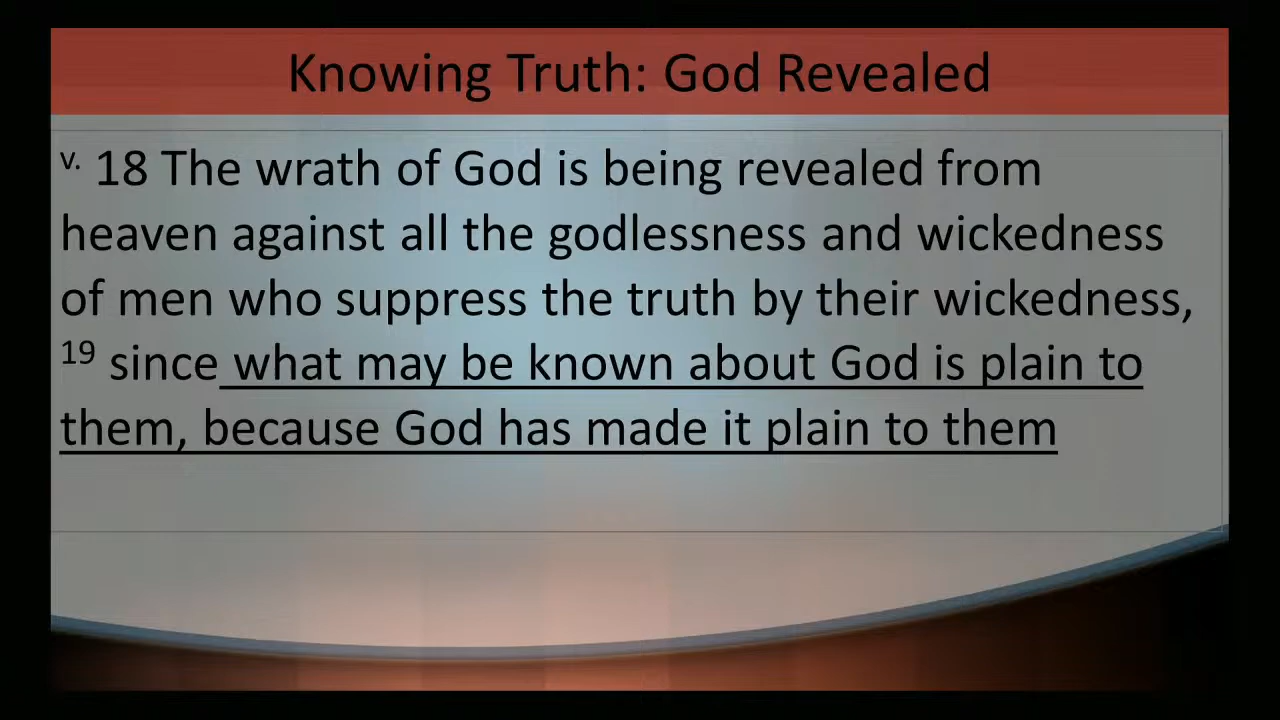 Knowing Truth: God Revealed
v. 18 The wrath of God is being revealed from
heaven against all the godlessness and wickedness
of men who suppress the truth by their wickedness,
19 since what may be known about God is plain to
them, because God has made it plain to them